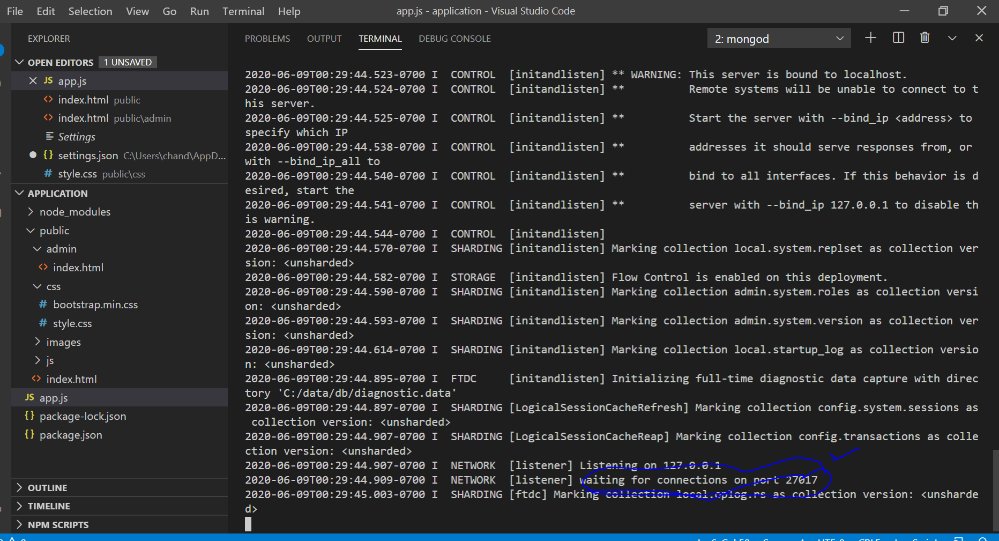 File Edit Selection View Go Run Terminal Help
app.js - application - Visual Studio Code
EXPLORER
OPEN EDITORS 1 UNSAVED
JS app.js
index.html public
index.html public\admin
Settings
{} settings.json C:\Users\chand\AppD...
# style.css public\css
APPLICATION
node_modules
public
admin
index.html
css
# bootstrap.min.css
# style.css
images
js
index.html
JS app.js
{} package-lock.json
{} package.json
OUTLINE
TIMELINE
NPM SCRIPTS
PROBLEMS OUTPUT TERMINAL DEBUG CONSOLE
2: mongod
2020-06-09T00:29:44.523-0700 I CONTROL [initandlisten] ** WARNING: This server is bound to localhost.
2020-06-09T00:29:44.524-0700 I CONTROL [initandlisten] ** Remote systems will be unable to connect to t
his server.
2020-06-09T00:29:44.525-0700 I CONTROL [initandlisten] ** Start the server with --bind_ip <address> to
specify which IP
2020-06-09T00:29:44.538-0700 I CONTROL [initandlisten] ** addresses it should serve responses from, or
with --bind_ip_all to
2020-06-09T00:29:44.540-0700 I CONTROL [initandlisten] ** bind to all interfaces. If this behavior is d
esired, start the
2020-06-09T00:29:44.541-0700 I CONTROL [initandlisten] ** server with --bind_ip 127.0.0.1 to disable th
is warning.
2020-06-09T00:29:44.544-0700 I CONTROL [initandlisten]
2020-06-09T00:29:44.570-0700 I SHARDING [initandlisten] Marking collection local.system.replset as collection ver
sion: <unsharded>
2020-06-09T00:29:44.582-0700 I STORAGE [initandlisten] Flow Control is enabled on this deployment.
2020-06-09T00:29:44.590-0700 I SHARDING [initandlisten] Marking collection admin.system.roles as collection versi
on: <unsharded>
2020-06-09T00:29:44.593-0700 I SHARDING [initandlisten] Marking collection admin.system.version as collection ver
sion: <unsharded>
2020-06-09T00:29:44.614-0700 I SHARDING [initandlisten] Marking collection local.startup_log as collection versio
n: <unsharded>
2020-06-09T00:29:44.895-0700 I FTDC [initandlisten] Initializing full-time diagnostic data capture with direc
tory 'C:/data/db/diagnostic.data'
2020-06-09T00:29:44.897-0700 I SHARDING [LogicalSessionCacheRefresh] Marking collection config.system.sessions as
collection version: <unsharded>
2020-06-09T00:29:44.907-0700 I SHARDING [LogicalSessionCacheReap] Marking collection config.transactions as colle
ction version: <unsharded>
2020-06-09T00:29:44.907-0700 I NETWORK [listener] Listening on 127.0.0.1
2020-06-09T00:29:44.909-0700 I NETWORK [listener] waiting for connections on port 27017
2020-06-09T00:29:45.003-0700 I SHARDING [ftdc] Marking collection local.oplog.rs as collection version: <unsharde
d>